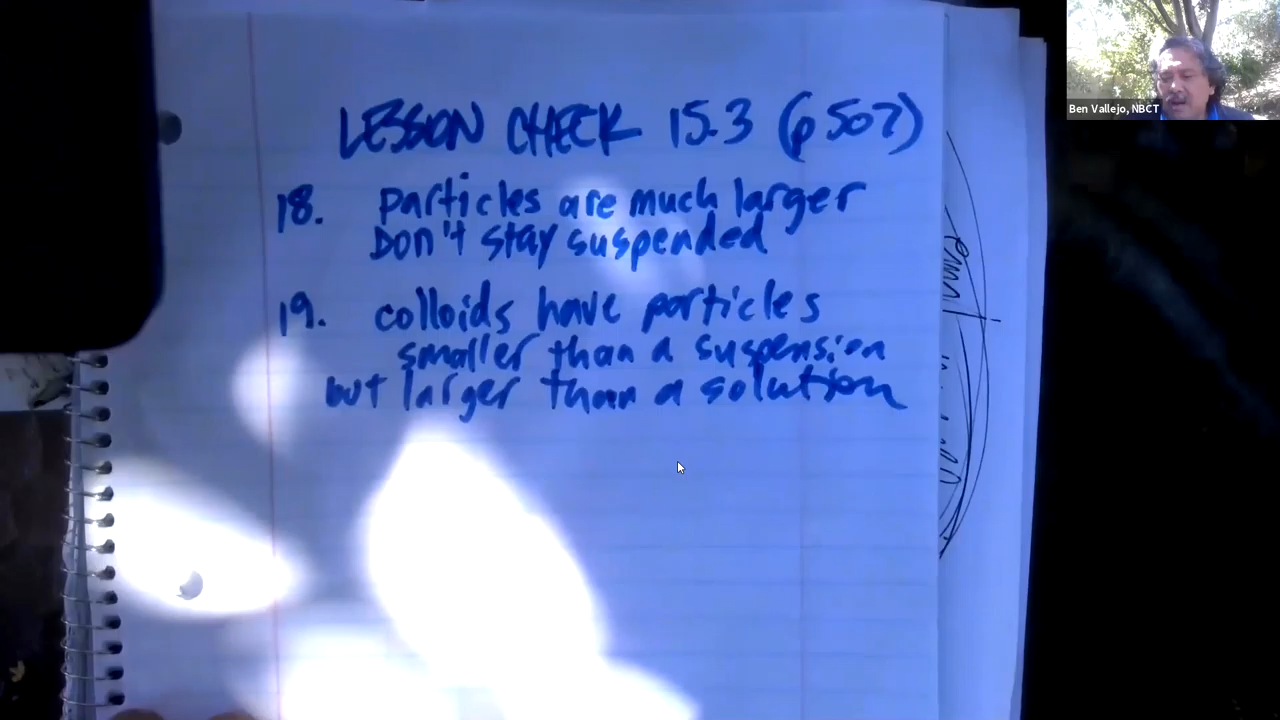 LESSON CHECK 15.3 (p 507)
18. particles are much larger
Don't stay suspended
19. colloids have particles
smaller than a suspension
but larger than a solution
Ben Vallejo, NBCT